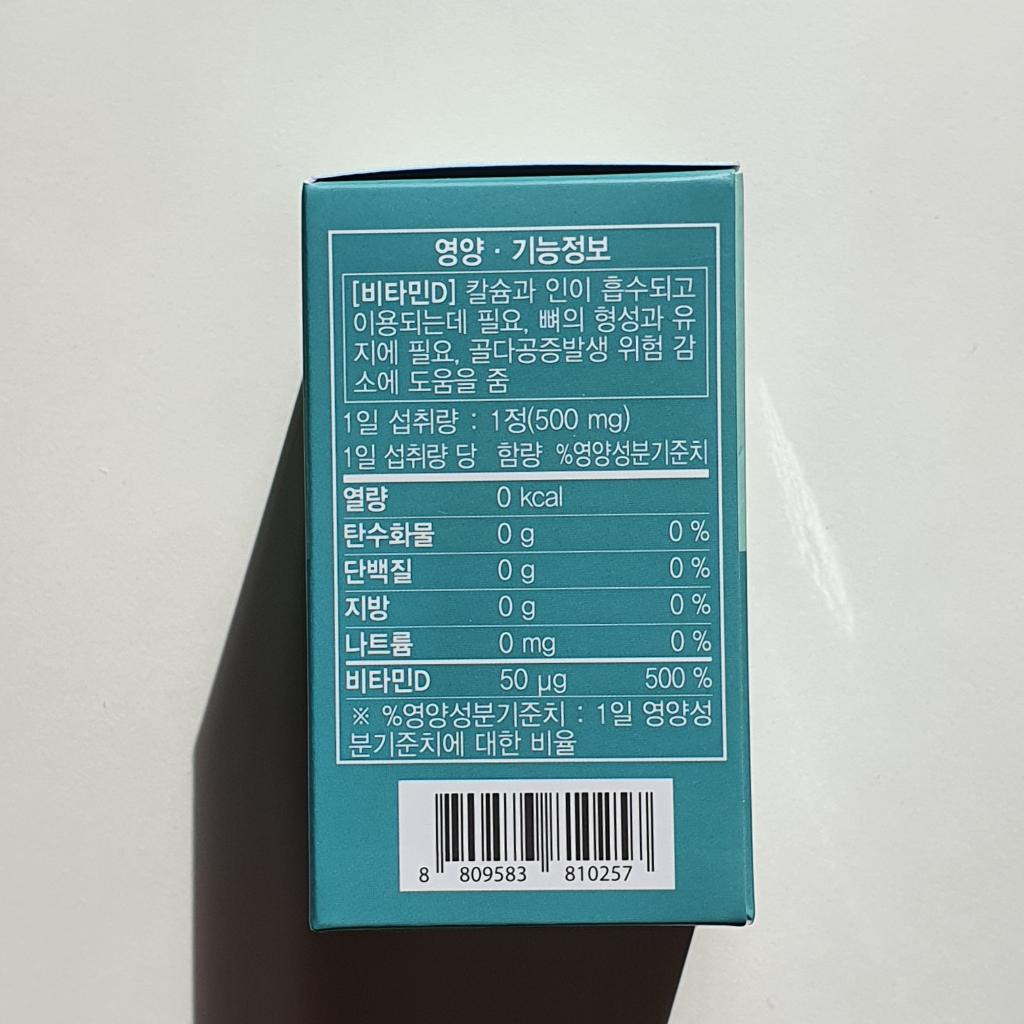 영양 · 기능정보
[비타민D] 칼슘과 인이 흡수되고
이용되는데 필요, 뼈의 형성과 유
지에 필요, 골다공증발생 위험 감
소에 도움을 줌
1일 섭취량 : 1정(500 mg)
1일 섭취량 당 함량 %영양성분기준치
열량 0 kcal
탄수화물 0 g 0 %
단백질 0 g 0 %
지방 0 g 0 %
나트륨 0 mg 0 %
비타민D 50 µg 500 %
※ %영양성분기준치 : 1일 영양성
분기준치에 대한 비율
8 809583 810257